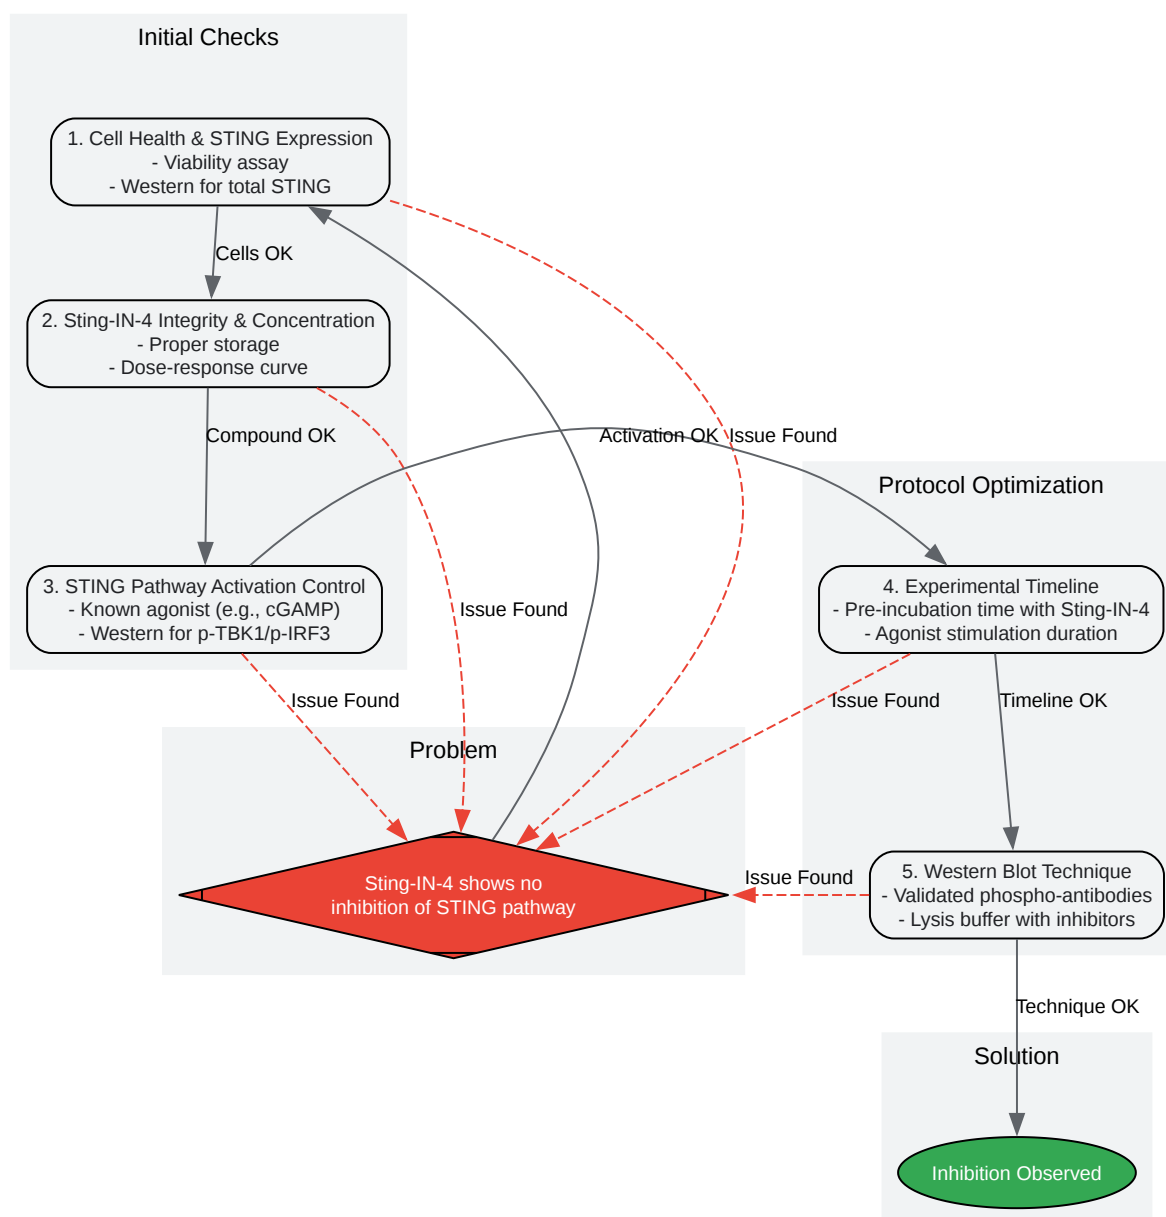 Initial Checks
1. Cell Health & STING Expression
- Viability assay
- Western for total STING
Cells OK
2. Sting-IN-4 Integrity & Concentration
- Proper storage
- Dose-response curve
Compound OK
Activation OK
Issue Found
3. STING Pathway Activation Control
- Known agonist (e.g., cGAMP)
- Western for p-TBK1/p-IRF3
Issue Found
Issue Found
Protocol Optimization
4. Experimental Timeline
- Pre-incubation time with Sting-IN-4
- Agonist stimulation duration
Issue Found
Timeline OK
Problem
Sting-IN-4 shows no
inhibition of STING pathway
Issue Found
5. Western Blot Technique
- Validated phospho-antibodies
- Lysis buffer with inhibitors
Technique OK
Solution
Inhibition Observed